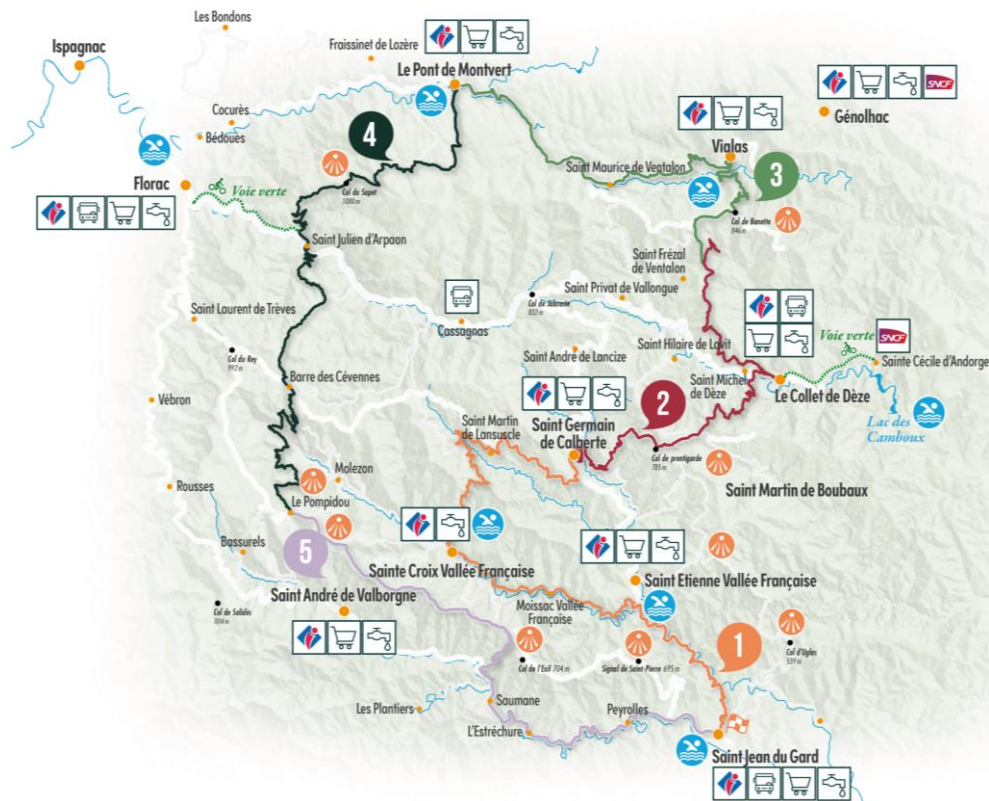 Les Bondons
Ispagnac
Fraissinet de Lozère
Le Pont de Montvert
SNCF
Génolhac
Cocurès
Bédouès
4
Vialas
Florac
Voie verte
Col du Sapet
1080 m
Saint Maurice de Ventalon
3
Col de Banette
846 m
Saint Julien d'Arpaon
Saint Frézal
de Ventalon
Saint Privat de Vallongue
Saint Laurent de Trèves
Cassagnas
Col de Jalcreste
832 m
Col du Rey
992 m
Saint André de Lancize
Saint Hilaire de Lavit
Voie verte
SNCF
Sainte Cécile d'Andorge
Barre des Cévennes
Saint Michel
de Dèze
Le Collet de Dèze
Vébron
2
Lac des
Camboux
Saint Martin
de Lansuscle
Saint Germain
de Calberte
Col de prentigarde
785 m
Saint Martin de Boubaux
Rousses
Molezon
Le Pompidou
Bassurels
5
Sainte Croix Vallée Française
Saint Etienne Vallée Française
Saint André de Valborgne
Col de Salidès
1014 m
Moissac Vallée
Française
1
Col d'Uglas
539 m
Col de l'Exil 704 m
Signal de Saint-Pierre 695 m
Les Plantiers
Saumane
Peyrolles
L'Estréchure
Saint Jean du Gard